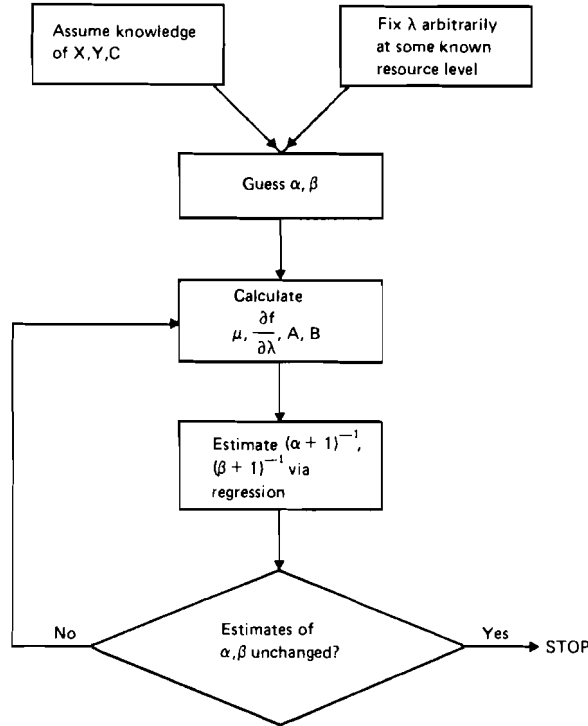 Assume knowledge
of X,Y,C
Fix λ arbitrarily
at some known
resource level
Guess α, β
Calculate
μ, ∂f/∂λ, A, B
Estimate (α + 1)⁻¹,
(β + 1)⁻¹ via
regression
Estimates of
α,β unchanged?
No
Yes
STOP